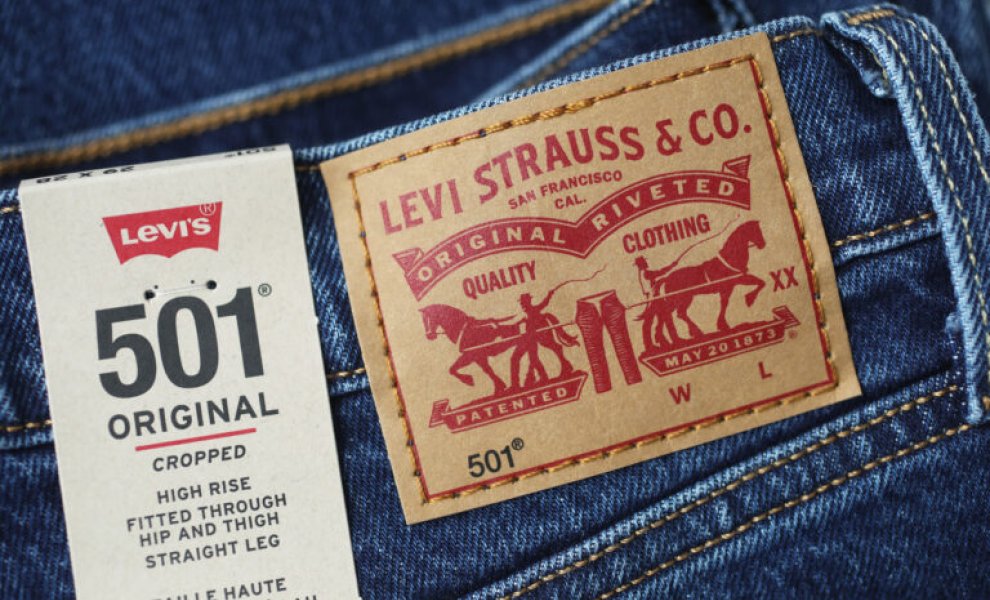 LEVI'S®
501®
ORIGINAL
CROPPED
HIGH RISE
FITTED THROUGH
HIP AND THIGH
STRAIGHT LEG
TAILLE HAUTE
LEVI STRAUSS & CO.
SAN FRANCISCO
CAL.
ORIGINAL RIVETED
QUALITY CLOTHING
XX
PATENTED MAY 20 1873 ®
W L
501®